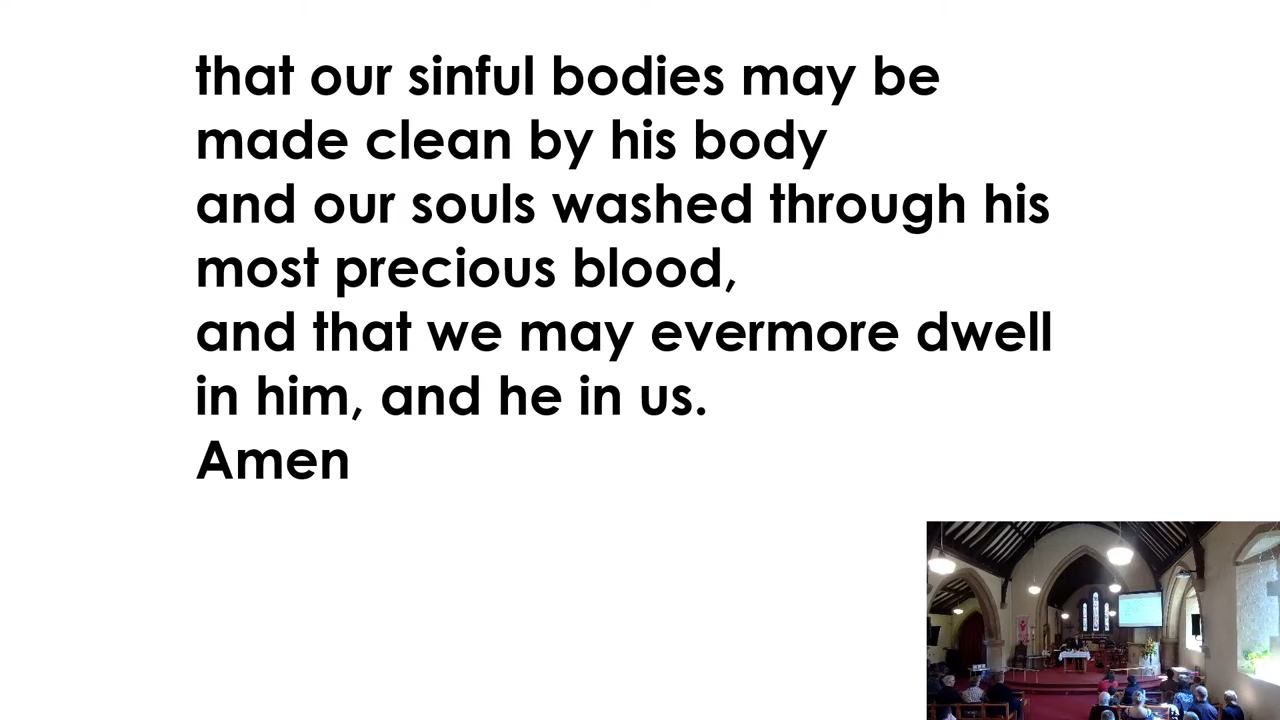 that our sinful bodies may be
made clean by his body
and our souls washed through his
most precious blood,
and that we may evermore dwell
in him, and he in us.
Amen